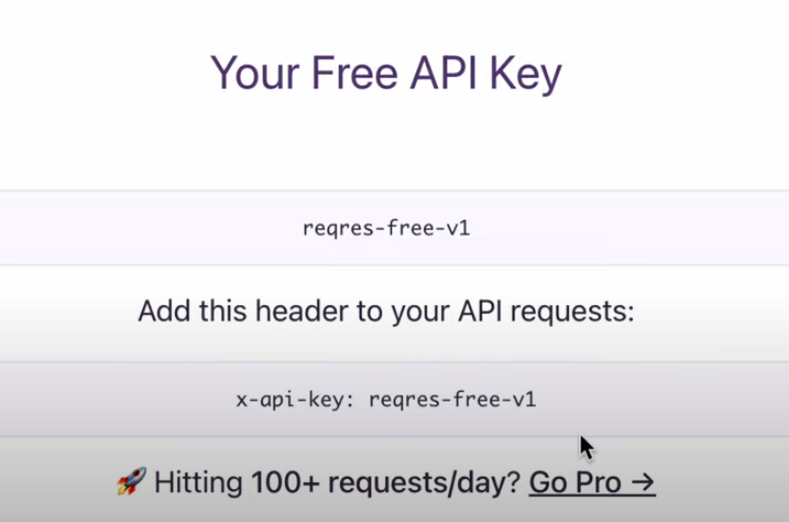 Your Free API Key
reqres-free-v1
Add this header to your API requests:
x-api-key: reqres-free-v1
🚀 Hitting 100+ requests/day? Go Pro →